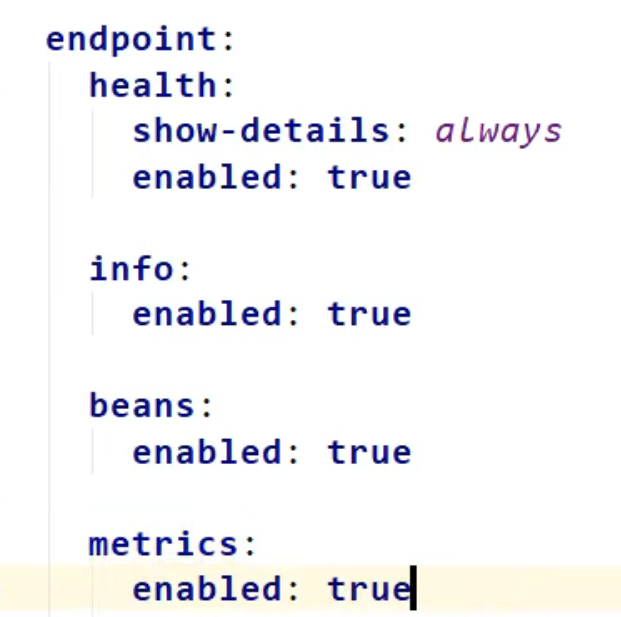 endpoint:
  health:
    show-details: always
    enabled: true
  info:
    enabled: true
  beans:
    enabled: true
  metrics:
    enabled: true